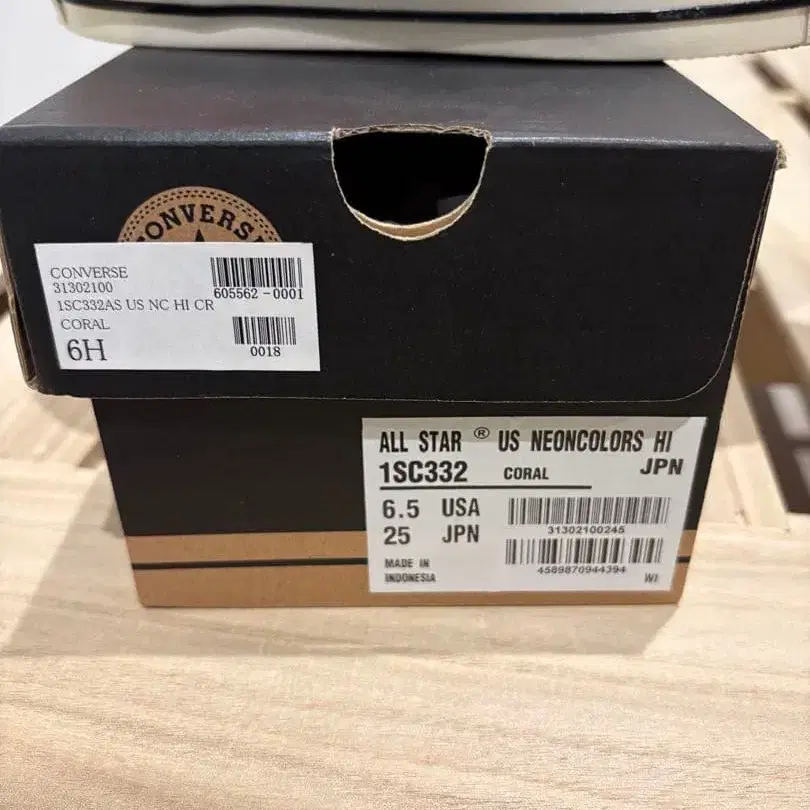 CONVERSE
CONVERSE
31302100
605562-0001
1SC332AS US NC HI CR
CORAL
6H
0018
ALL STAR ® US NEONCOLORS HI
1SC332 CORAL JPN
6.5 USA
31302100245
25 JPN
4589870944394
MADE IN
INDONESIA
WI